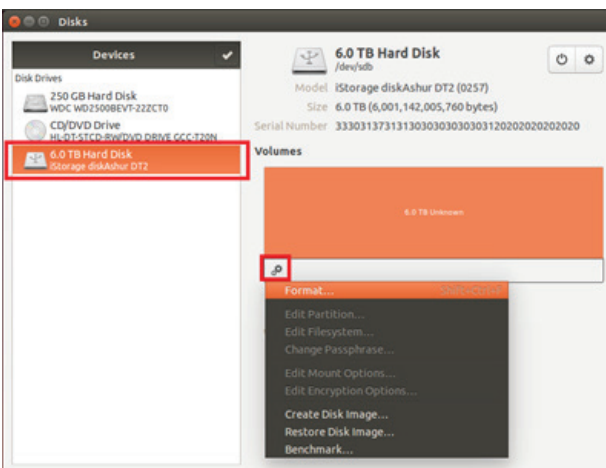 Disks
Devices
Disk Drives
250 GB Hard Disk
WDC WD2500BEVT-22ZCT0
CD/DVD Drive
HL-DT-STCD-RW/DVD DRIVE GCC-T20N
6.0 TB Hard Disk
iStorage diskAshur DT2
6.0 TB Hard Disk
/dev/sdb
Model iStorage diskAshur DT2 (0257)
Size 6.0 TB (6,001,142,005,760 bytes)
Serial Number
Volumes
6.0 TB Unknown
Format... Shift+Ctrl+F
Edit Partition...
Edit Filesystem...
Change Passphrase...
Edit Mount Options...
Edit Encryption Options...
Create Disk Image...
Restore Disk Image...
Benchmark...